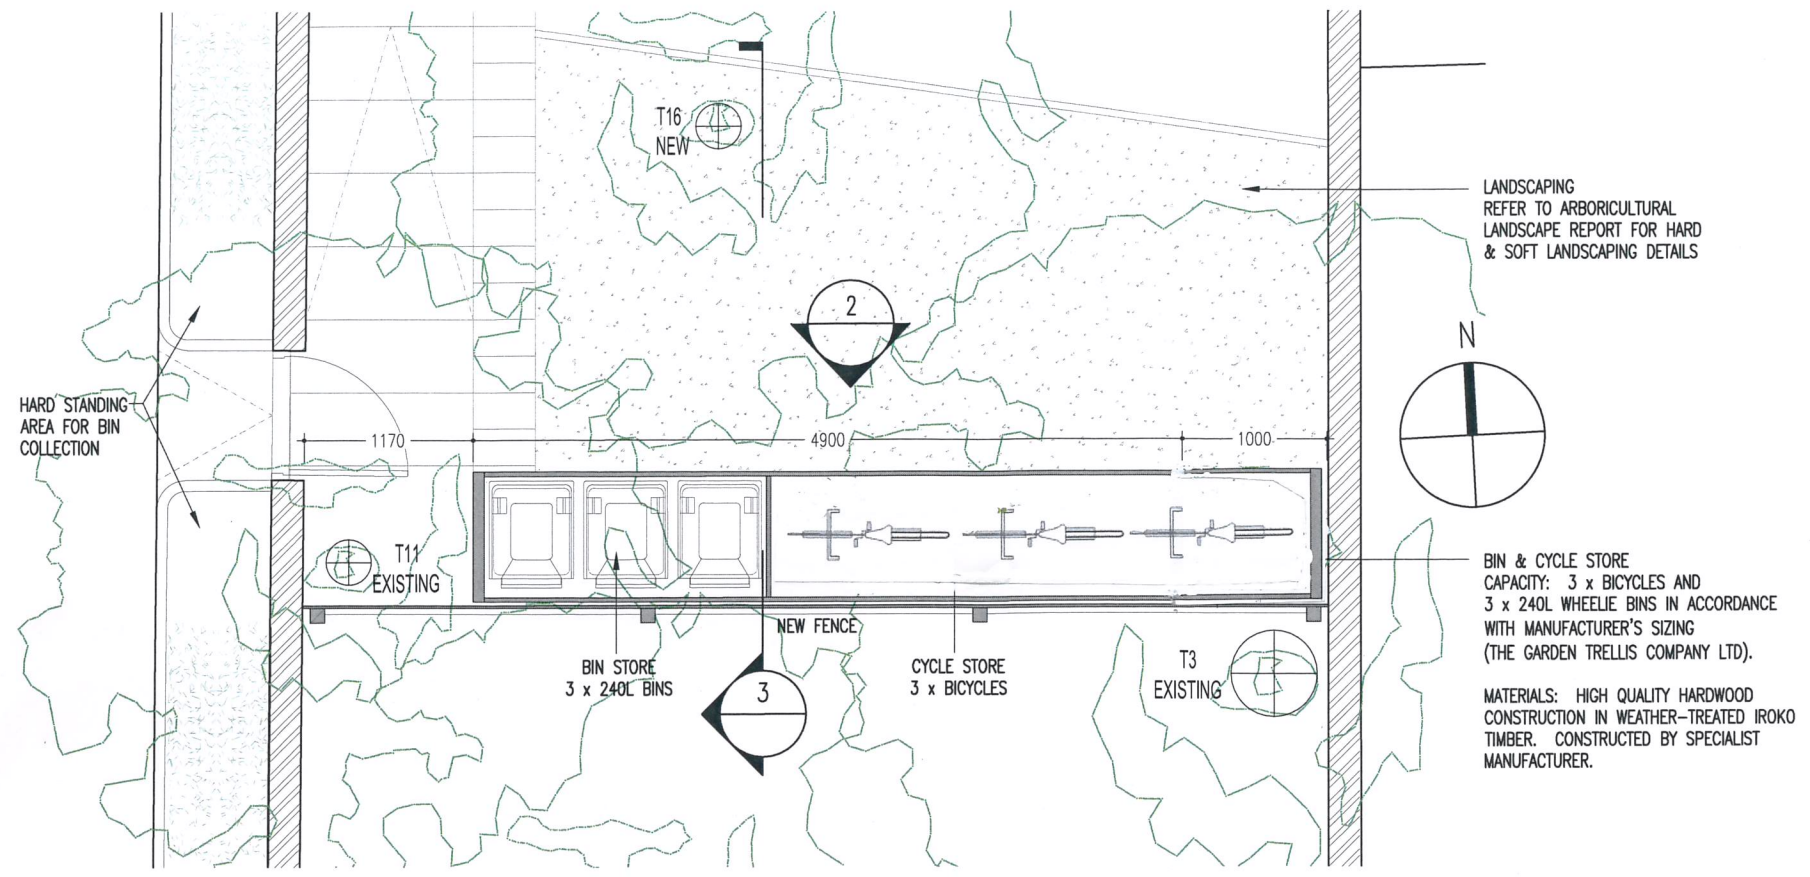 T16
NEW
LANDSCAPING
REFER TO ARBORICULTURAL
LANDSCAPE REPORT FOR HARD
& SOFT LANDSCAPING DETAILS
2
N
HARD STANDING
AREA FOR BIN
COLLECTION
1170
4900
1000
T11
EXISTING
BIN & CYCLE STORE
CAPACITY: 3 x BICYCLES AND
3 x 240L WHEELIE BINS IN ACCORDANCE
WITH MANUFACTURER'S SIZING
(THE GARDEN TRELLIS COMPANY LTD).
NEW FENCE
BIN STORE
3 x 240L BINS
CYCLE STORE
3 x BICYCLES
T3
EXISTING
3
MATERIALS: HIGH QUALITY HARDWOOD
CONSTRUCTION IN WEATHER-TREATED IROKO
TIMBER. CONSTRUCTED BY SPECIALIST
MANUFACTURER.